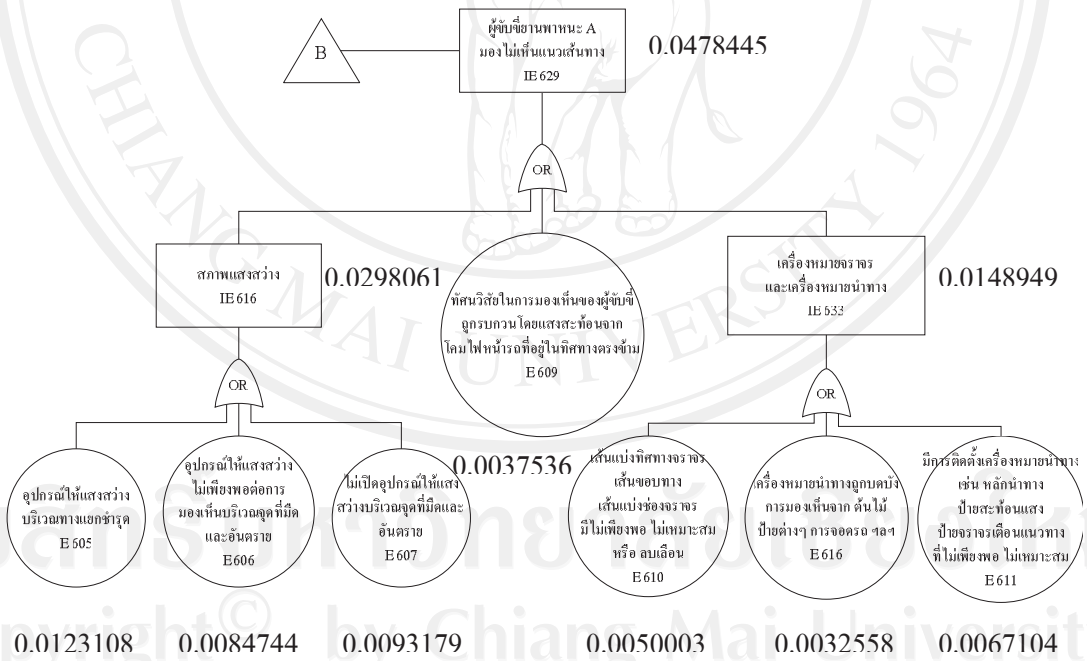 B
ผู้ขับขี่ยานพาหนะ A
มองไม่เห็นแนวเส้นทาง
IE 629
0.0478445
OR
สภาพแสงสว่าง
IE 616
0.0298061
ทัศนวิสัยในการมองเห็นของผู้ขับขี่
ถูกรบกวนโดยแสงสะท้อนจาก
โคมไฟหน้ารถที่อยู่ในทิศทางตรงข้าม
E 609
0.0037536
เครื่องหมายจราจร
และเครื่องหมายนำทาง
IE 633
0.0148949
OR
OR
อุปกรณ์ให้แสงสว่าง
บริเวณทางแยกชำรุด
E 605
อุปกรณ์ให้แสงสว่าง
ไม่เพียงพอต่อการ
มองเห็นบริเวณจุดที่มืด
และอันตราย
E 606
ไม่เปิดอุปกรณ์ให้แสง
สว่างบริเวณจุดที่มืดและ
อันตราย
E 607
เส้นแบ่งทิศทางจราจร
เส้นขอบทาง
เส้นแบ่งช่องจราจร
มีไม่เพียงพอ ไม่เหมาะสม
หรือ ลบเลือน
E 610
เครื่องหมายนำทางถูกบดบัง
การมองเห็นจาก ต้นไม้
ป้ายต่างๆ การจอดรถ ฯลฯ
E 616
มีการติดตั้งเครื่องหมายนำทาง
เช่น หลักนำทาง
ป้ายสะท้อนแสง
ป้ายจราจรเตือนแนวทาง
ที่ไม่เพียงพอ ไม่เหมาะสม
E 611
0.0123108
0.0084744
0.0093179
0.0050003
0.0032558
0.0067104
CHIANG MAI UNIVERSITY 1964
pyright© by Chiang Mai Universit